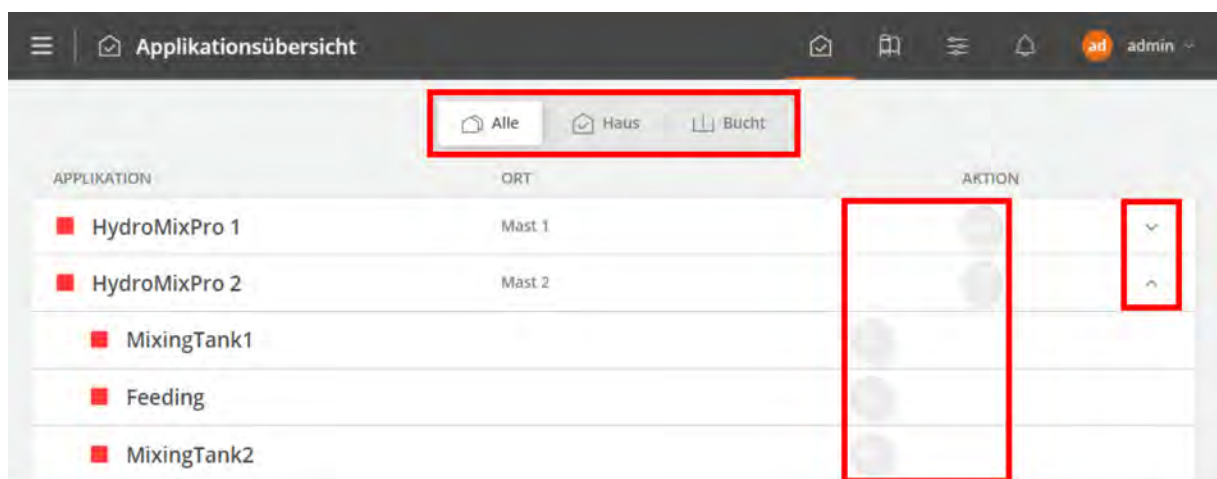 Applikationsübersicht
ad admin
Alle Haus Bucht
APPLIKATION ORT AKTION
HydroMixPro 1 Mast 1
HydroMixPro 2 Mast 2
MixingTank1
Feeding
MixingTank2